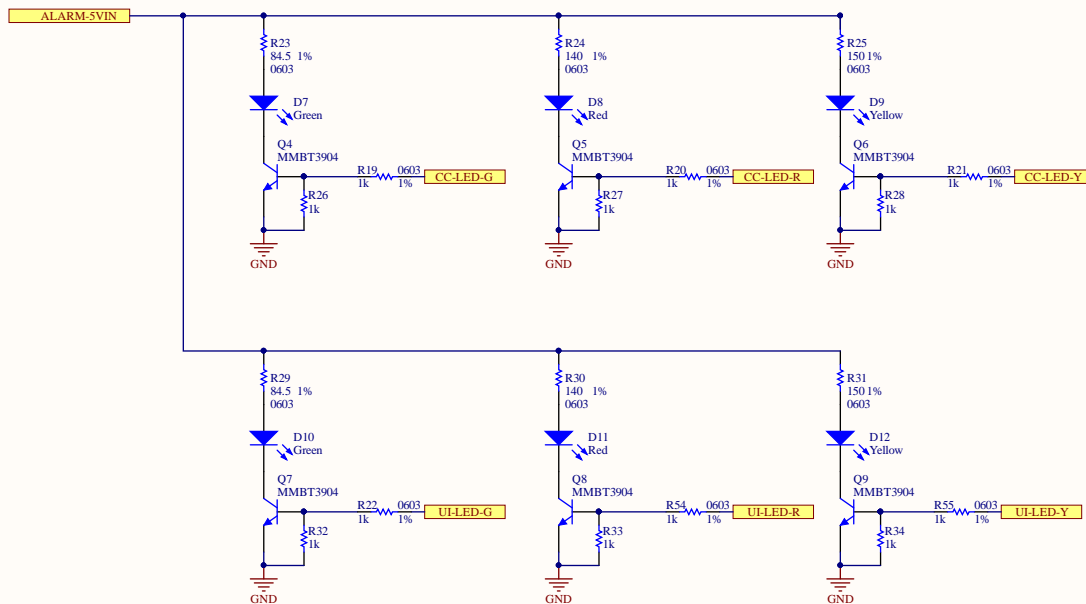 ALARM-5VIN
R23
84.5 1%
0603
R24
140 1%
0603
R25
150 1%
0603
D7
Green
D8
Red
D9
Yellow
Q4
MMBT3904
Q5
MMBT3904
Q6
MMBT3904
R19 0603
1k 1%
CC-LED-G
R20 0603
1k 1%
CC-LED-R
R21 0603
1k 1%
CC-LED-Y
R26
1k
R27
1k
R28
1k
GND
GND
GND
R29
84.5 1%
0603
R30
140 1%
0603
R31
150 1%
0603
D10
Green
D11
Red
D12
Yellow
Q7
MMBT3904
Q8
MMBT3904
Q9
MMBT3904
R22 0603
1k 1%
UI-LED-G
R54 0603
1k 1%
UI-LED-R
R55 0603
1k 1%
UI-LED-Y
R32
1k
R33
1k
R34
1k
GND
GND
GND